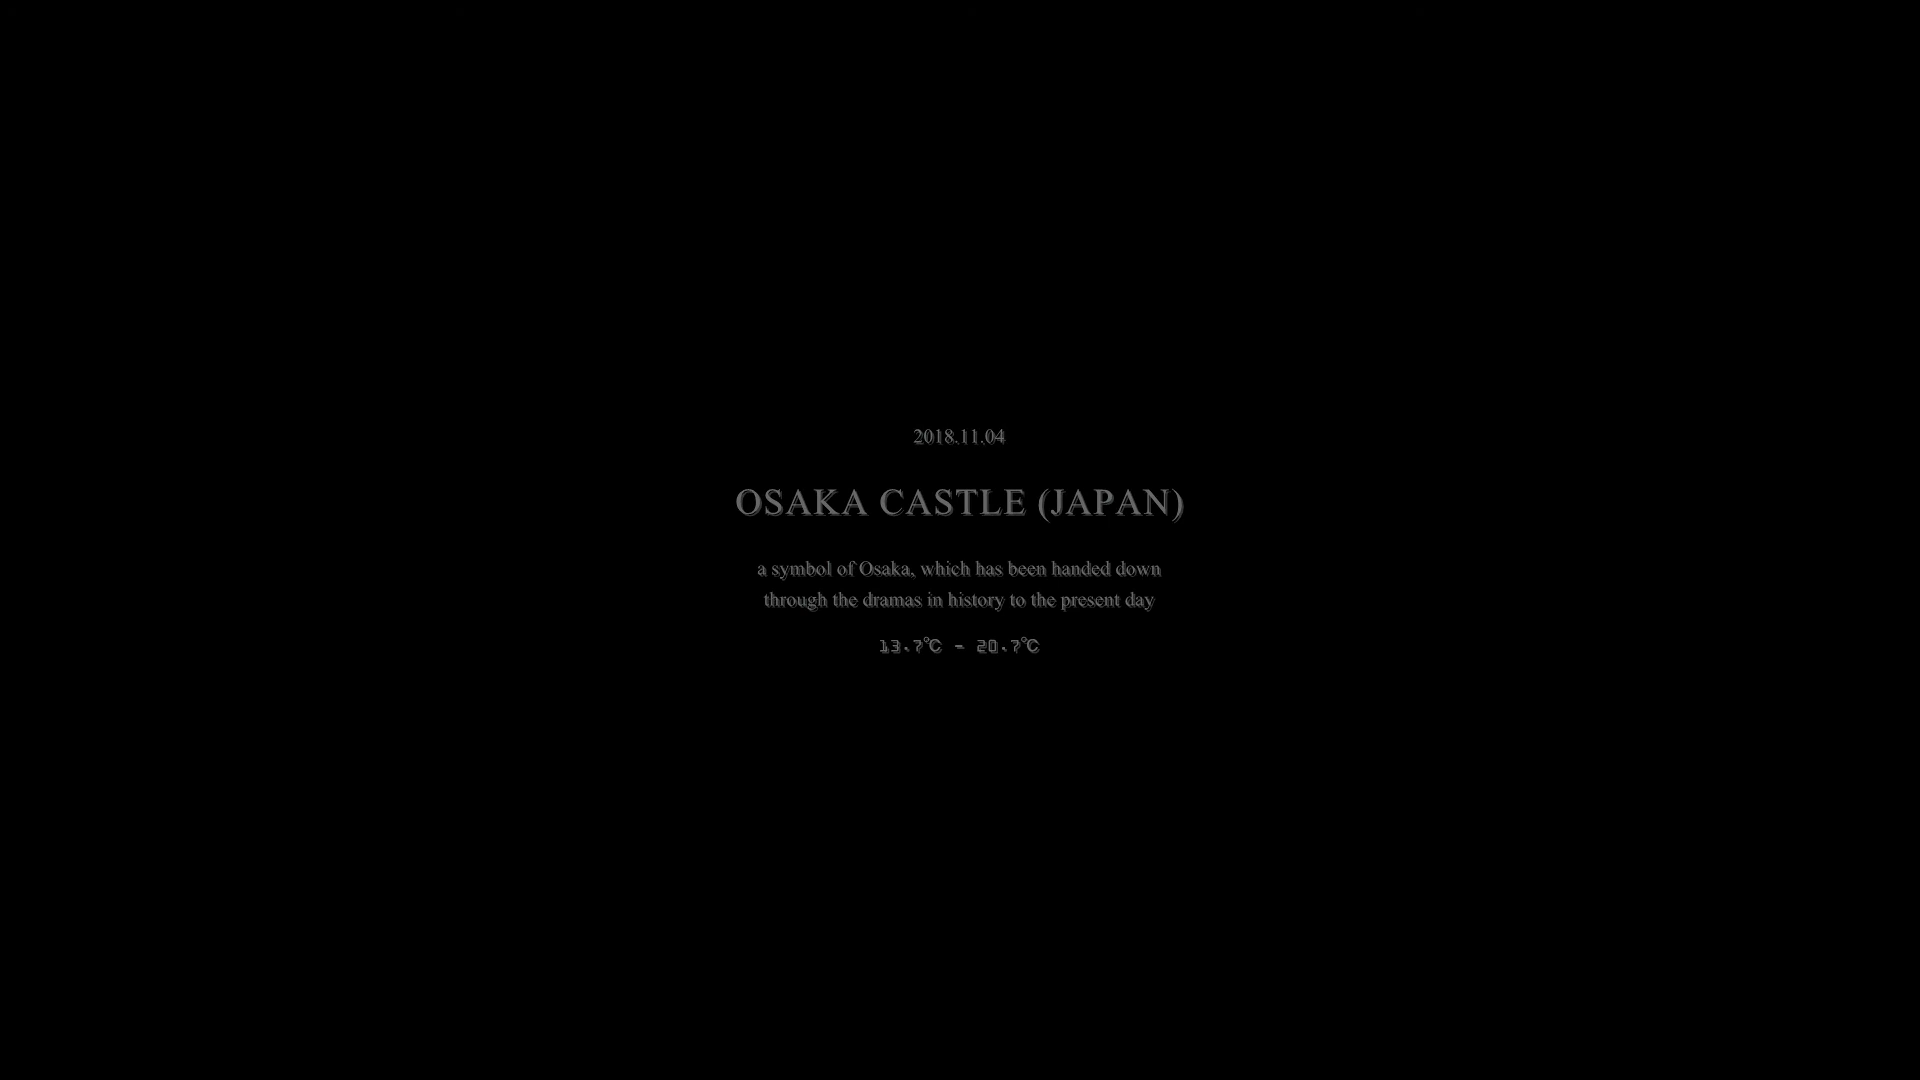 2018.11.04
OSAKA CASTLE (JAPAN)
a symbol of Osaka, which has been handed down
through the dramas in history to the present day
13.7℃ - 20.7℃